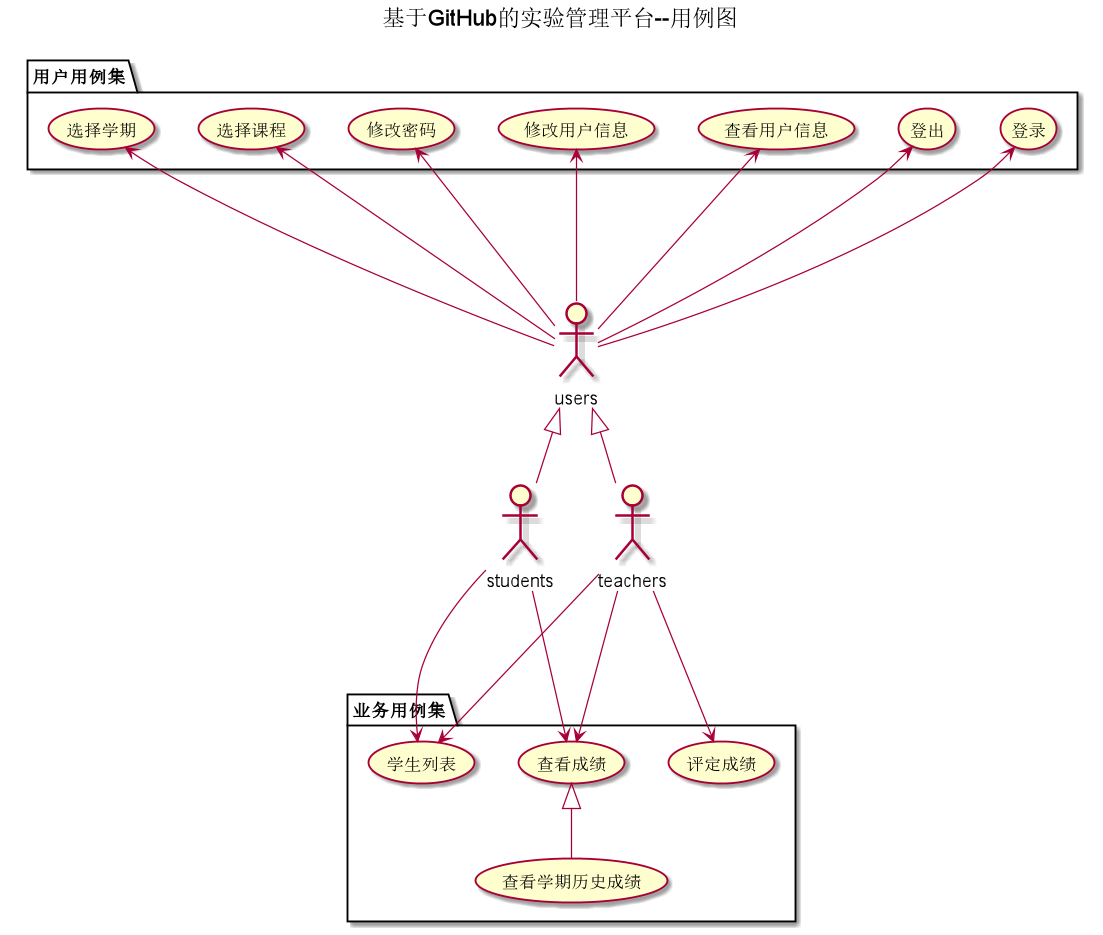 基于GitHub的实验管理平台--用例图
用户用例集
选择学期
选择课程
修改密码
修改用户信息
查看用户信息
登出
登录
users
students
teachers
业务用例集
学生列表
查看成绩
评定成绩
查看学期历史成绩